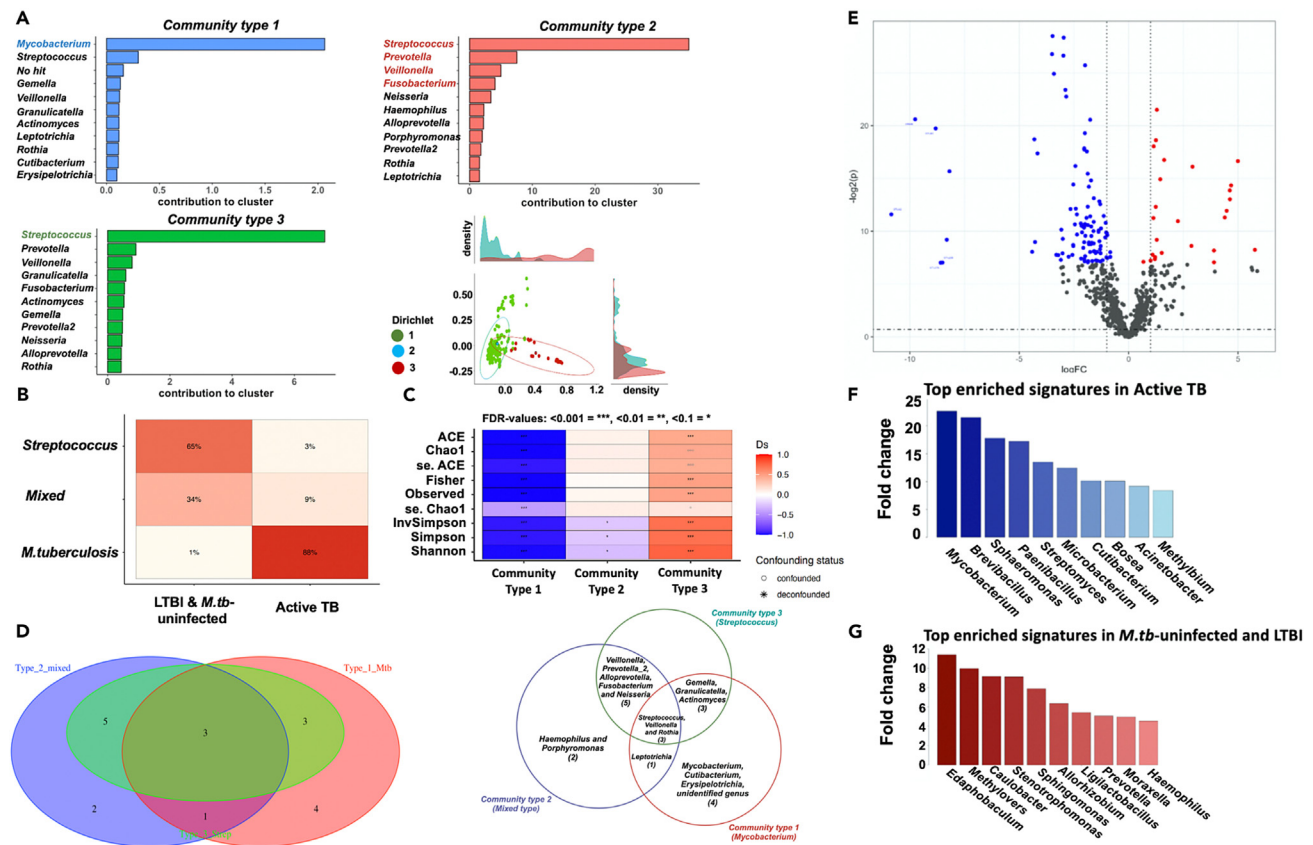 A
Community type 1
Mycobacterium
Streptococcus
No hit
Gemella
Veillonella
Granulicatella
Actinomyces
Leptotrichia
Rothia
Cutibacterium
Erysipelotrichia
0.0 0.5 1.0 1.5 2.0
contribution to cluster
Community type 2
Streptococcus
Prevotella
Veillonella
Fusobacterium
Neisseria
Haemophilus
Alloprevotella
Porphyromonas
Prevotella2
Rothia
Leptotrichia
0 10 20 30
contribution to cluster
Community type 3
Streptococcus
Prevotella
Veillonella
Granulicatella
Fusobacterium
Actinomyces
Gemella
Prevotella2
Neisseria
Alloprevotella
Rothia
0 2 4 6
contribution to cluster
Dirichlet
1
2
3
density
0.50
0.25
0.00
-0.25
0.0 0.4 0.8 1.2
density
B
Streptococcus
Mixed
M.tuberculosis
65% 3%
34% 9%
1% 88%
LTBI & M.tb-
uninfected
Active TB
C
FDR-values: <0.001 = ***, <0.01 = **, <0.1 = *
ACE
Chao1
se. ACE
Fisher
Observed
se. Chao1
InvSimpson
Simpson
Shannon
Community
Type 1
Community
Type 2
Community
Type 3
Ds
1.0
0.5
0.0
-0.5
-1.0
Confounding status
confounded
deconfounded
D
Type_2_mixed
Type_1_Mtb
5
3
3
2
1
4
Community type 3
(Streptococcus)
Veillonella,
Prevotella_2,
Alloprevotella,
Fusobacterium
and Neisseria
(5)
Gemella,
Granulicatella,
Actinomyces
(3)
Streptococcus,
Veillonella
and Rothia
(3)
Haemophilus and
Porphyromonas
(2)
Leptotrichia
(1)
Mycobacterium,
Cutibacterium,
Erysipelotrichia,
unidentified genus
(4)
Community type 2
(Mixed type)
Community type 1
(Mycobacterium)
E
-log2(p)
20
10
0
-10 -5 0 5
logFC
F
Top enriched signatures in Active TB
Fold change
25
20
15
10
5
0
Mycobacterium
Brevibacillus
Sphaeromonas
Paenibacillus
Streptomyces
Microbacterium
Cutibacterium
Bosea
Acinetobacter
Methylbium
G
Top enriched signatures in M.tb-uninfected and LTBI
Fold change
12
10
8
6
4
2
0
Edaphobaculum
Methylovers
Caulobacter
Stenotrophomonas
Sphingomonas
Allorhizobium
Ligilactobacillus
Prevotella
Moraxella
Haemophilus